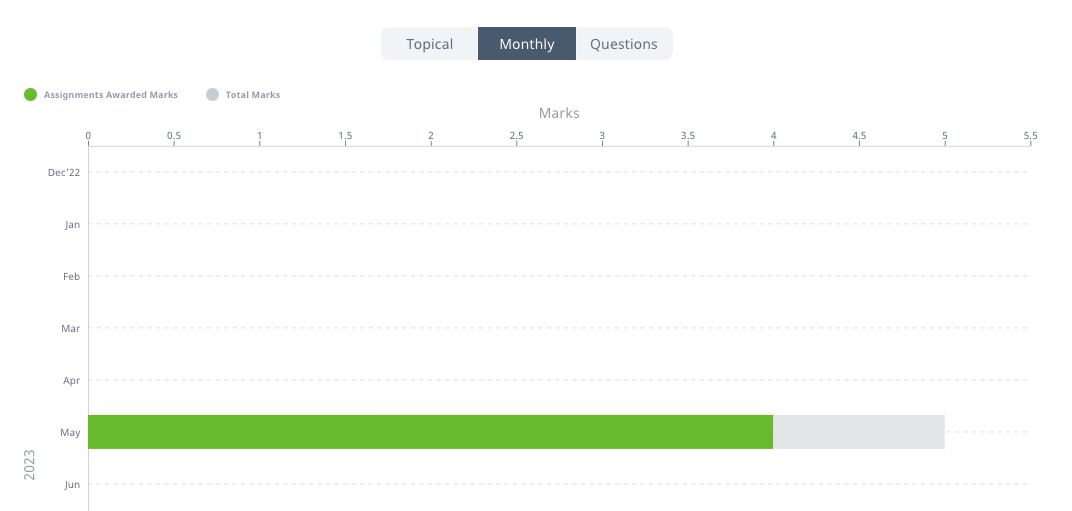 Topical Monthly Questions
Assignments Awarded Marks Total Marks
Marks
0 0.5 1 1.5 2 2.5 3 3.5 4 4.5 5 5.5
Dec'22
Jan
Feb
Mar
Apr
May
2023
Jun